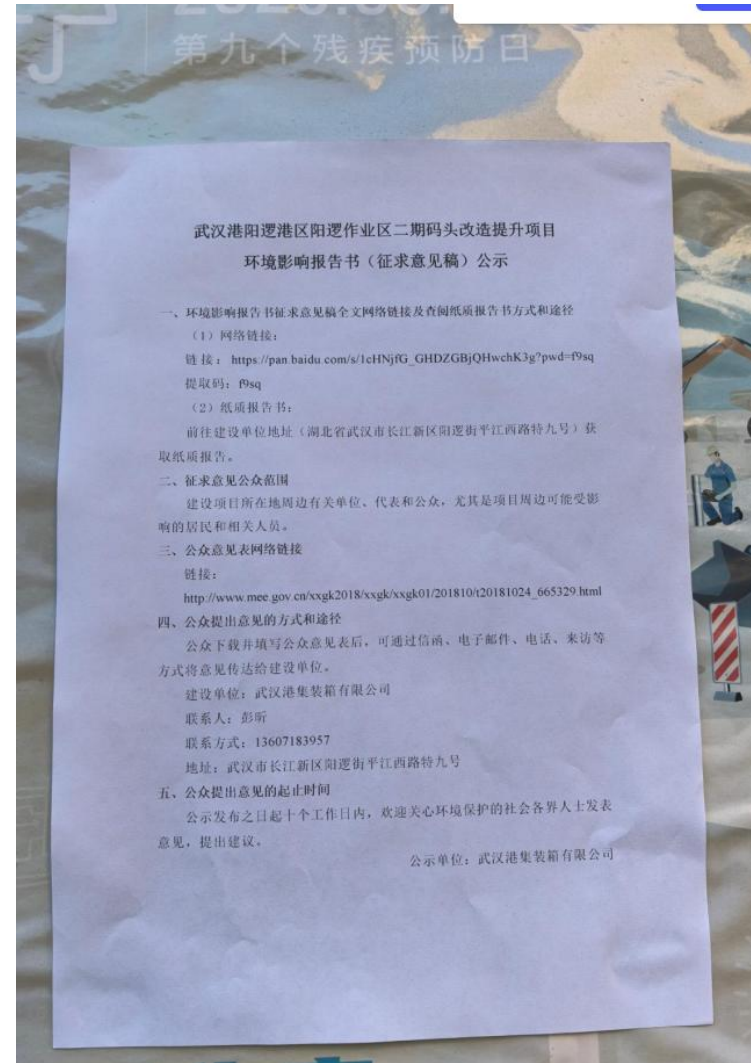 第九个残疾预防日
武汉港阳逻港区阳逻作业区二期码头改造提升项目
环境影响报告书（征求意见稿）公示
一、环境影响报告书征求意见稿全文网络链接及查阅纸质报告书方式和途径
（1）网络链接：
链接：https://pan.baidu.com/s/1cHNjfG_GHDZGBjQHwchK3g?pwd=f9sq
提取码：f9sq
（2）纸质报告书：
前往建设单位地址（湖北省武汉市长江新区阳逻街平江西路特九号）获
取纸质报告。
二、征求意见公众范围
建设项目所在地周边有关单位、代表和公众，尤其是项目周边可能受影
响的居民和相关人员。
三、公众意见表网络链接
链接：
http://www.mee.gov.cn/xxgk2018/xxgk/xxgk01/201810/t20181024_665329.html
四、公众提出意见的方式和途径
公众下载并填写公众意见表后，可通过信函、电子邮件、电话、来访等
方式将意见传达给建设单位。
建设单位：武汉港集装箱有限公司
联系人：彭昕
联系方式：13607183957
地址：武汉市长江新区阳逻街平江西路特九号
五、公众提出意见的起止时间
公示发布之日起十个工作日内，欢迎关心环境保护的社会各界人士发表
意见，提出建议。
公示单位：武汉港集装箱有限公司